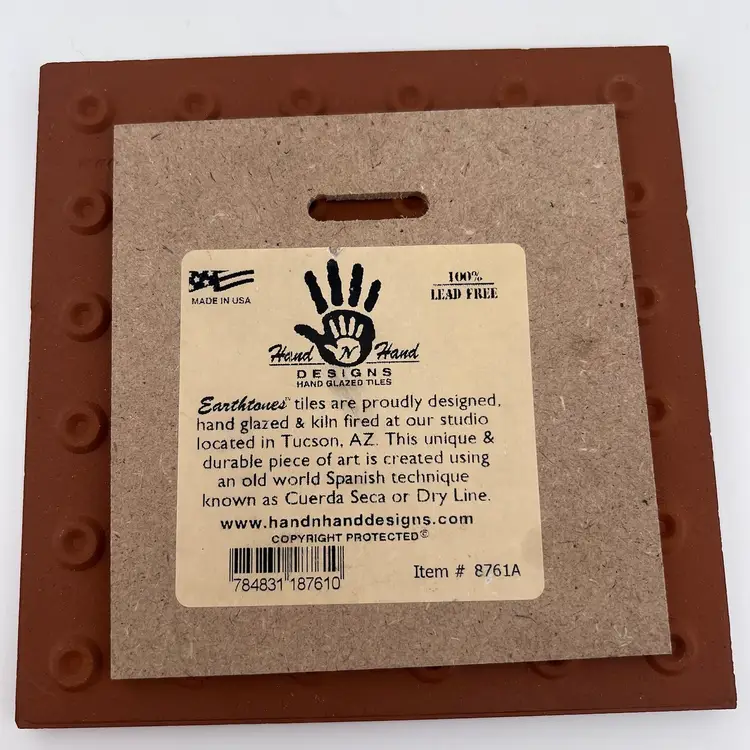 MADE IN USA
100%
LEAD FREE
Hand N Hand
DESIGNS
HAND GLAZED TILES
Earthtones™ tiles are proudly designed,
hand glazed & kiln fired at our studio
located in Tucson, AZ. This unique &
durable piece of art is created using
an old world Spanish technique
known as Cuerda Seca or Dry Line.
www.handnhanddesigns.com
COPYRIGHT PROTECTED©
784831 187610
Item # 8761A